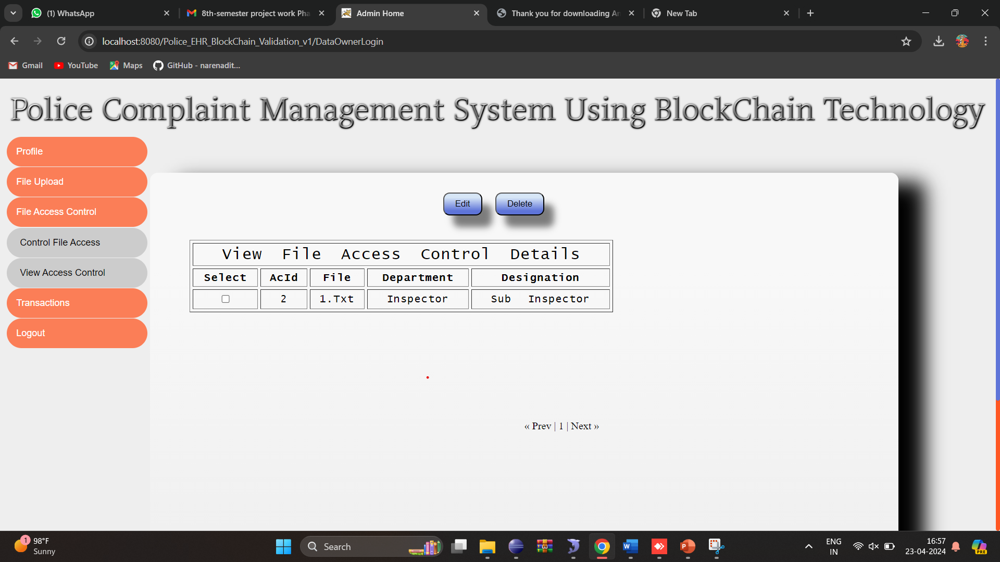 (1) WhatsApp
8th-semester project work Pha
Admin Home
Thank you for downloading An
New Tab
localhost:8080/Police_EHR_BlockChain_Validation_v1/DataOwnerLogin
Gmail
YouTube
Maps
GitHub - narenadit...
Police Complaint Management System Using BlockChain Technology
Profile
File Upload
File Access Control
Control File Access
View Access Control
Transactions
Logout
Edit Delete
View File Access Control Details
Select AcId File Department Designation
2 1.Txt Inspector Sub Inspector
« Prev | 1 | Next »
1
98°F
Sunny
Search
ENG
IN
16:57
23-04-2024
PRE